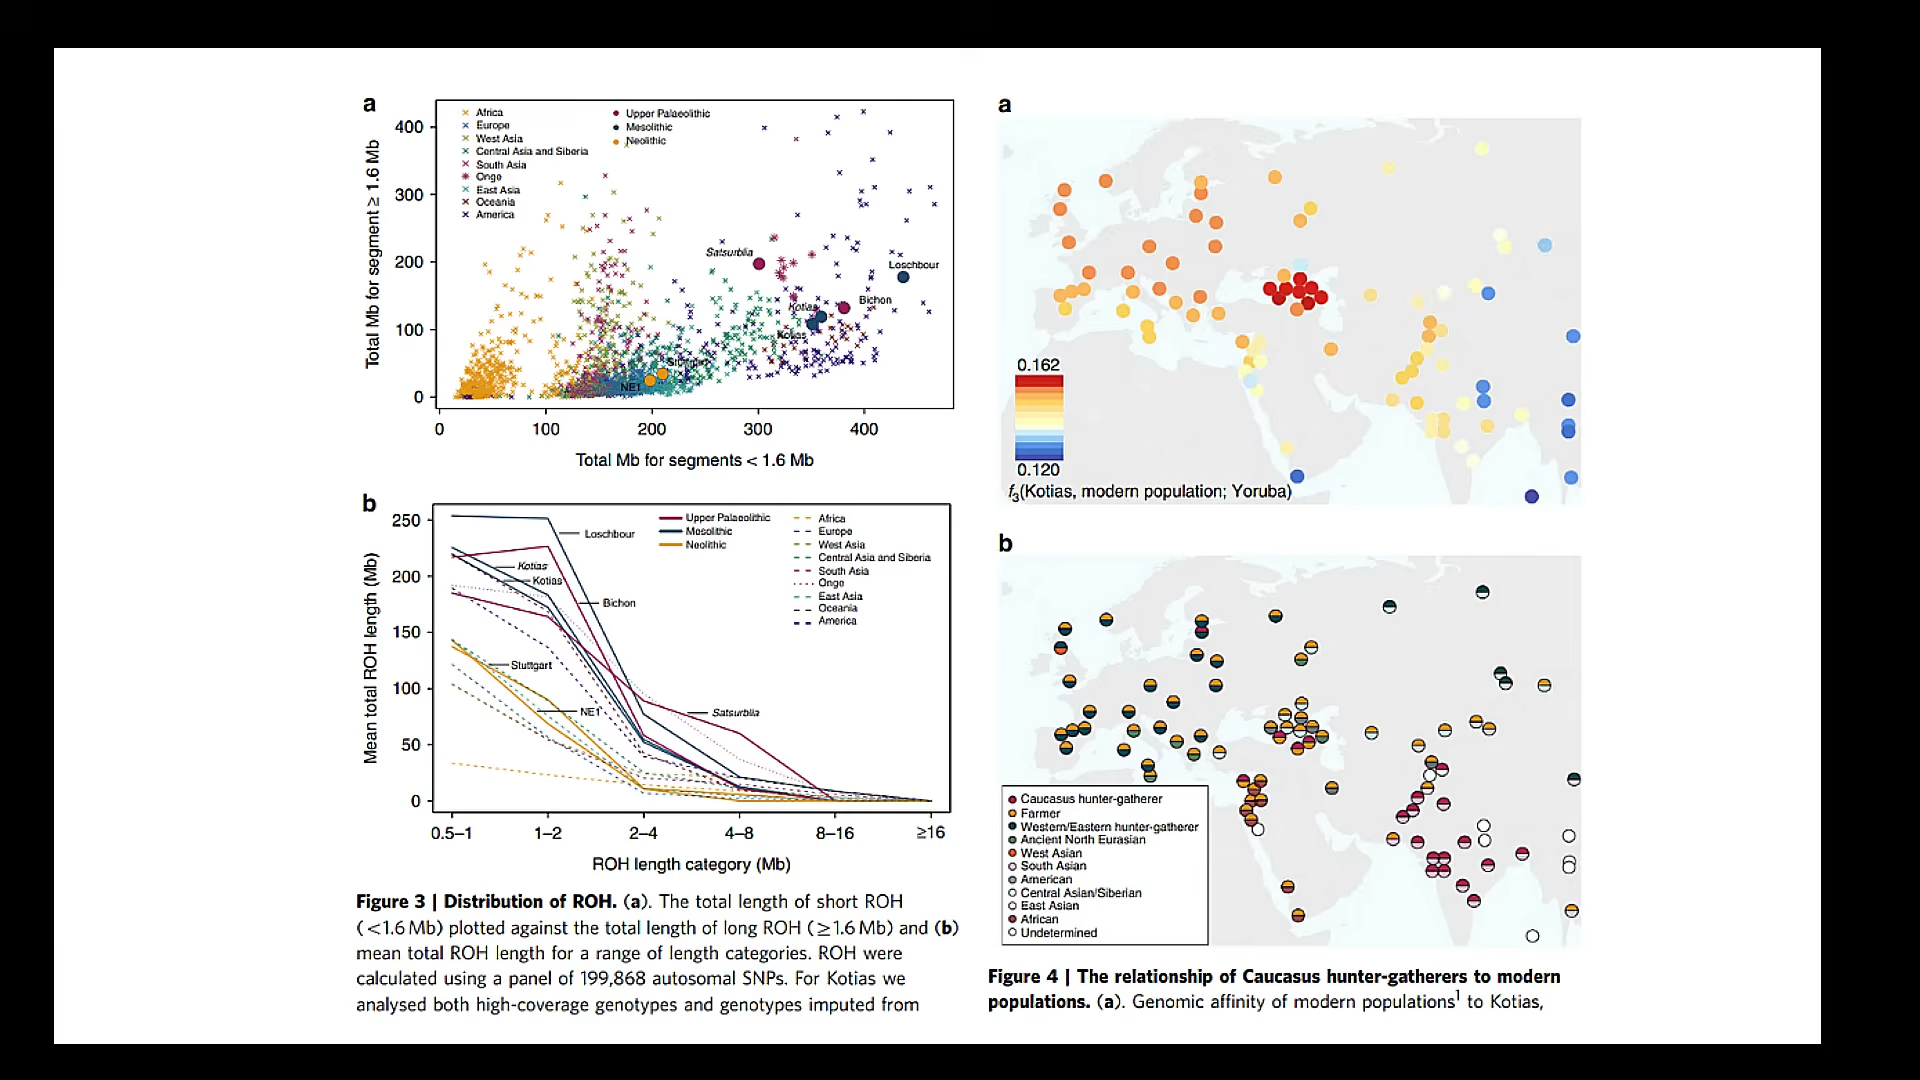 a
400
300
200
100
0
Total Mb for segment ≥ 1.6 Mb
Africa
Europe
West Asia
Central Asia and Siberia
South Asia
Onge
East Asia
Oceania
America
Upper Palaeolithic
Mesolithic
Neolithic
Satsurblia
Loschbour
Kotias
Bichon
Kotias
Stuttgart
NE1
0 100 200 300 400
Total Mb for segments < 1.6 Mb
b
250
200
150
100
50
0
Mean total ROH length (Mb)
Upper Palaeolithic
Mesolithic
Neolithic
Africa
Europe
West Asia
Central Asia and Siberia
South Asia
Onge
East Asia
Oceania
America
Loschbour
Kotias
Kotias
Bichon
Stuttgart
NE1
Satsurblia
0.5–1 1–2 2–4 4–8 8–16 ≥16
ROH length category (Mb)
Figure 3 | Distribution of ROH. (a). The total length of short ROH
(<1.6 Mb) plotted against the total length of long ROH (≥1.6 Mb) and (b)
mean total ROH length for a range of length categories. ROH were
calculated using a panel of 199,868 autosomal SNPs. For Kotias we
analysed both high-coverage genotypes and genotypes imputed from
a
0.162
0.120
f3(Kotias, modern population; Yoruba)
b
Caucasus hunter-gatherer
Farmer
Western/Eastern hunter-gatherer
Ancient North Eurasian
West Asian
South Asian
American
Central Asian/Siberian
East Asian
African
Undetermined
Figure 4 | The relationship of Caucasus hunter-gatherers to modern
populations. (a). Genomic affinity of modern populations1 to Kotias,